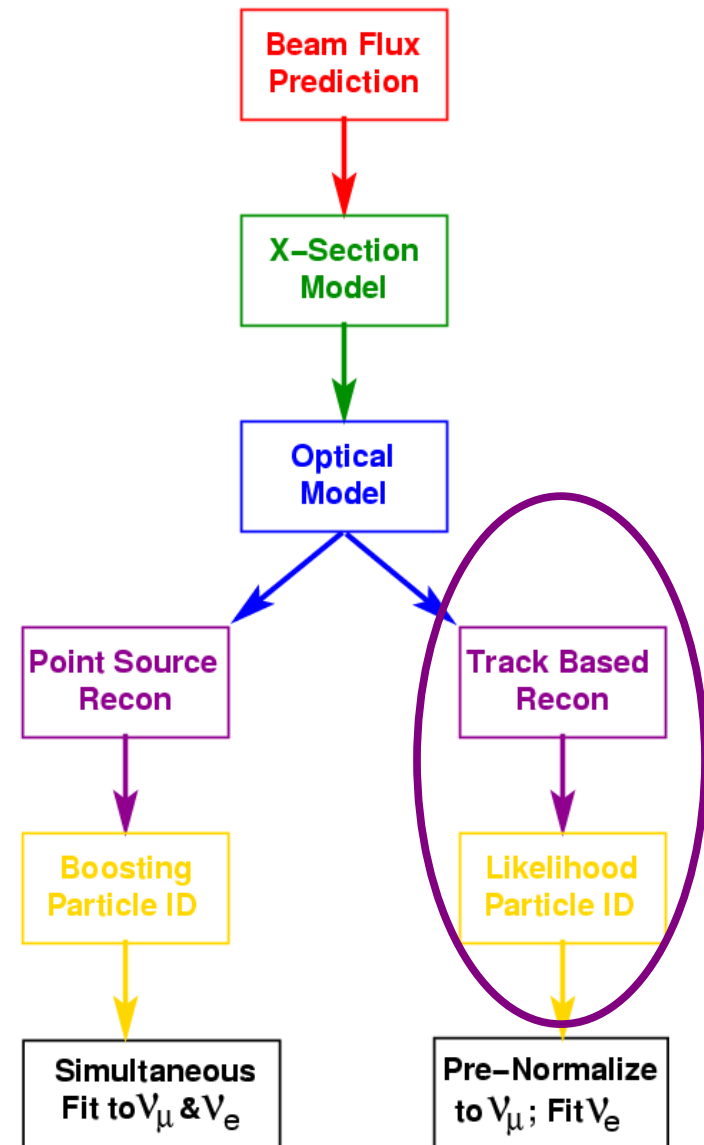 Beam Flux
Prediction
X-Section
Model
Optical
Model
Point Source
Recon
Track Based
Recon
Boosting
Particle ID
Likelihood
Particle ID
Simultaneous
Fit to νμ & νe
Pre-Normalize
to νμ ; Fit νe